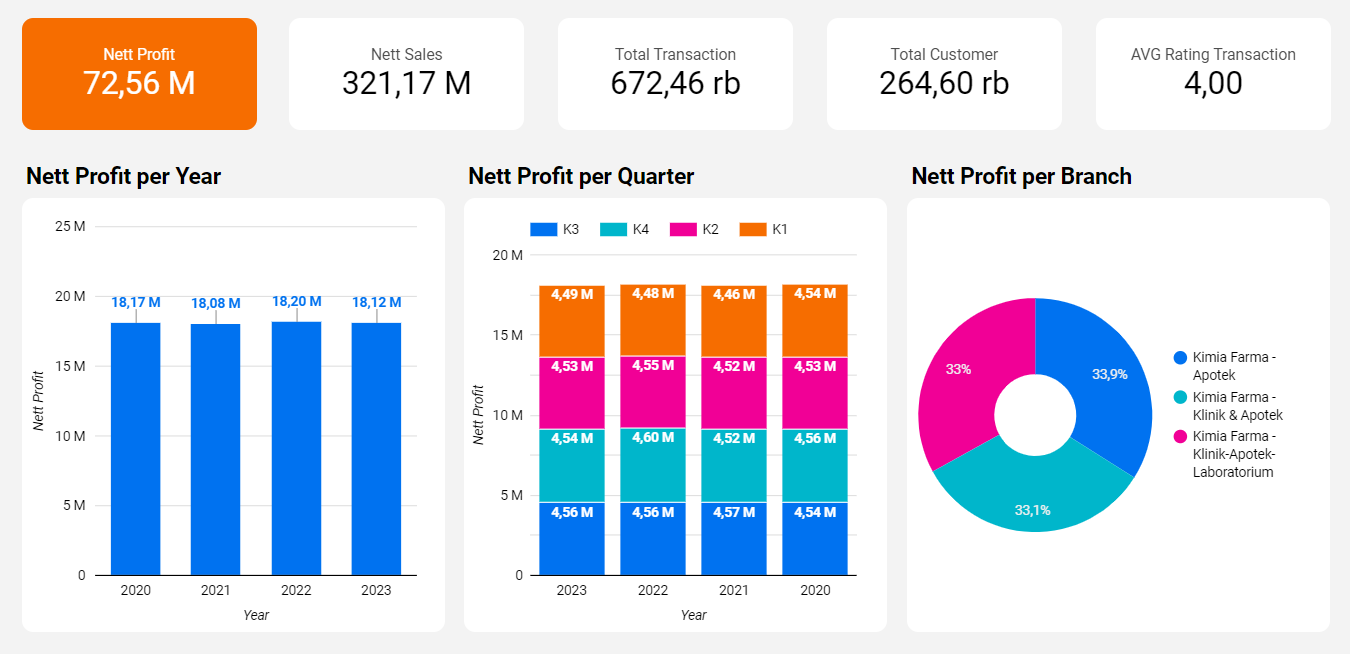 Nett Profit
72,56 M
Nett Sales
321,17 M
Total Transaction
672,46 rb
Total Customer
264,60 rb
AVG Rating Transaction
4,00
Nett Profit per Year
25 M
20 M
15 M
10 M
5 M
0
Nett Profit
18,17 M
18,08 M
18,20 M
18,12 M
2020
2021
2022
2023
Year
Nett Profit per Quarter
K3
K4
K2
K1
20 M
15 M
10 M
5 M
0
Nett Profit
4,49 M
4,48 M
4,46 M
4,54 M
4,53 M
4,55 M
4,52 M
4,53 M
4,54 M
4,60 M
4,52 M
4,56 M
4,56 M
4,56 M
4,57 M
4,54 M
2023
2022
2021
2020
Year
Nett Profit per Branch
33%
33,9%
33,1%
Kimia Farma -
Apotek
Kimia Farma -
Klinik & Apotek
Kimia Farma -
Klinik-Apotek-
Laboratorium